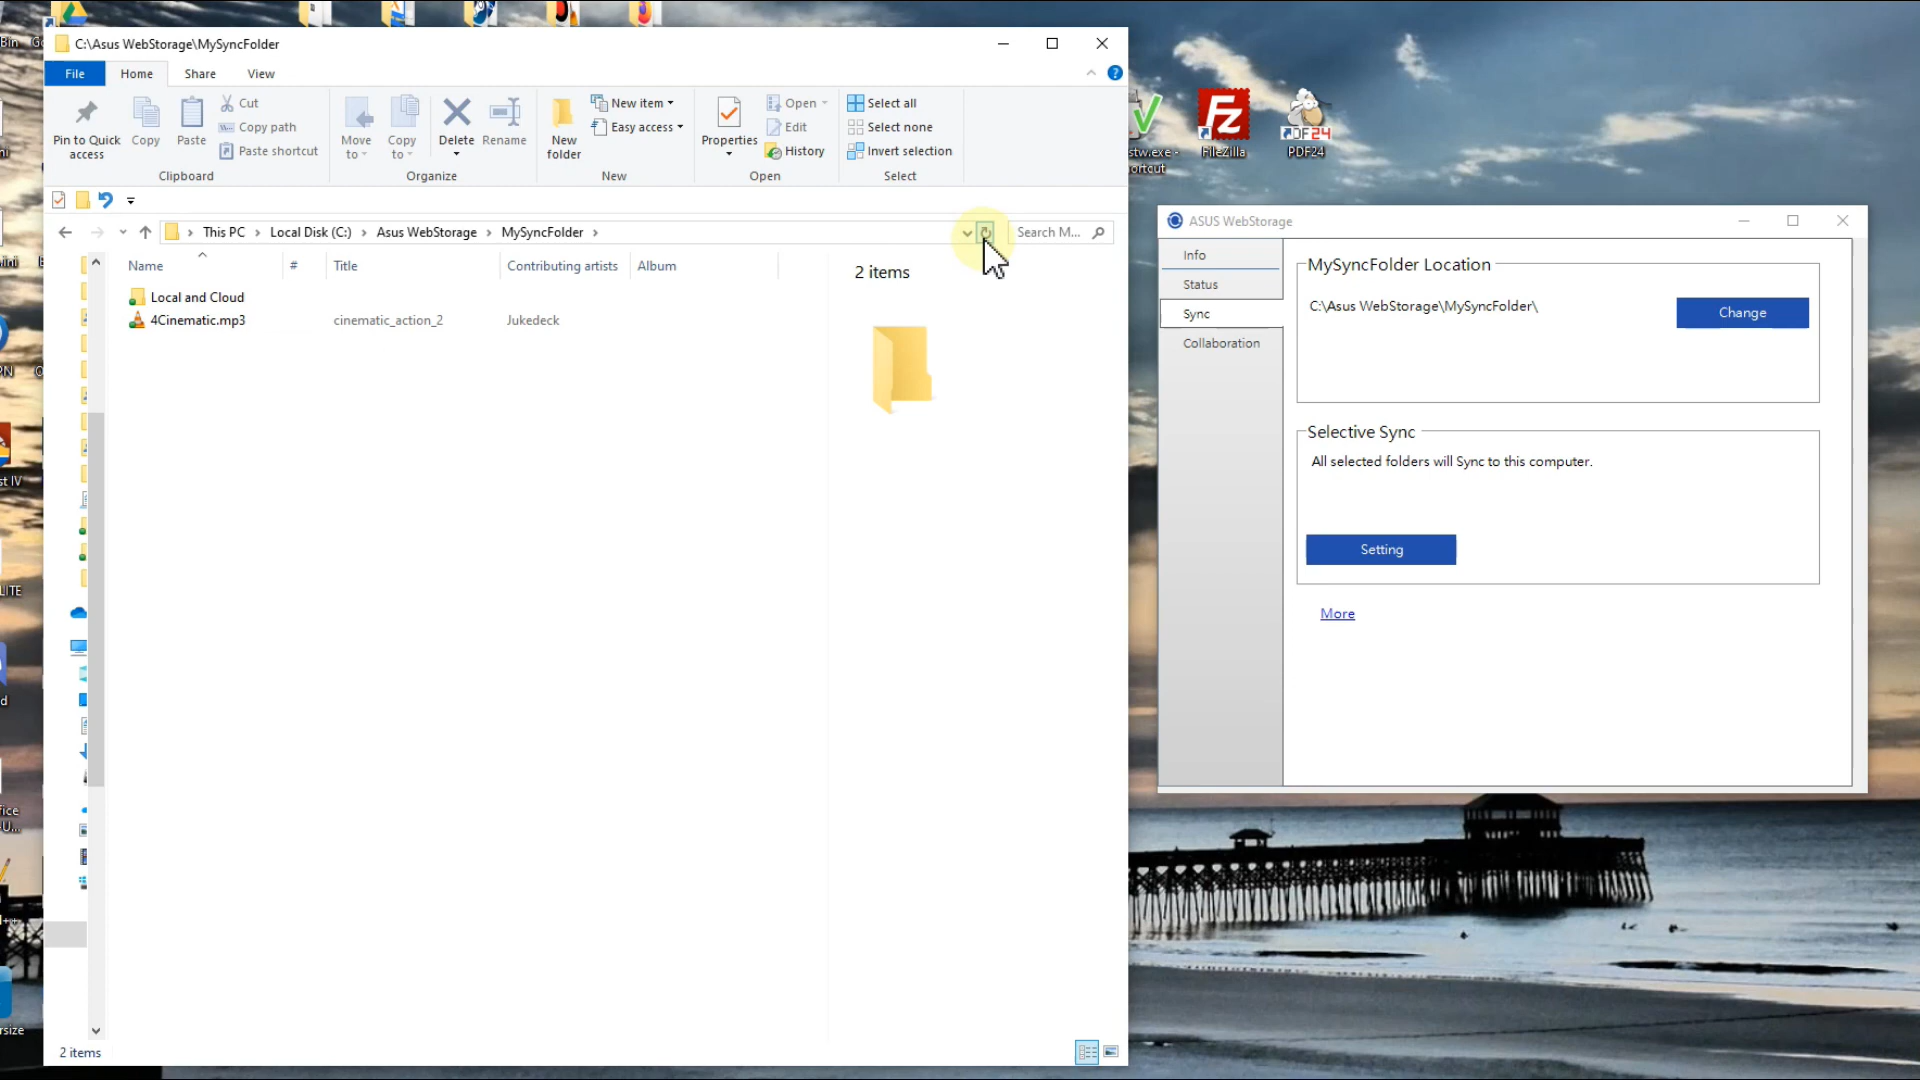 C:\Asus WebStorage\MySyncFolder
File
Home
Share
View
Pin to Quick
access
Copy
Paste
Cut
Copy path
Paste shortcut
Clipboard
Move
to
Copy
to
Delete
Rename
Organize
New
folder
New item
Easy access
New
Properties
Open
Edit
History
Open
Select all
Select none
Invert selection
Select
This PC
Local Disk (C:)
Asus WebStorage
MySyncFolder
Search M...
Name
#
Title
Contributing artists
Album
Local and Cloud
4Cinematic.mp3
cinematic_action_2
Jukedeck
2 items
2 items
stw.exe -
ortcut
FileZilla
PDF24
ASUS WebStorage
Info
Status
Sync
Collaboration
MySyncFolder Location
C:\Asus WebStorage\MySyncFolder\
Change
Selective Sync
All selected folders will Sync to this computer.
Setting
More